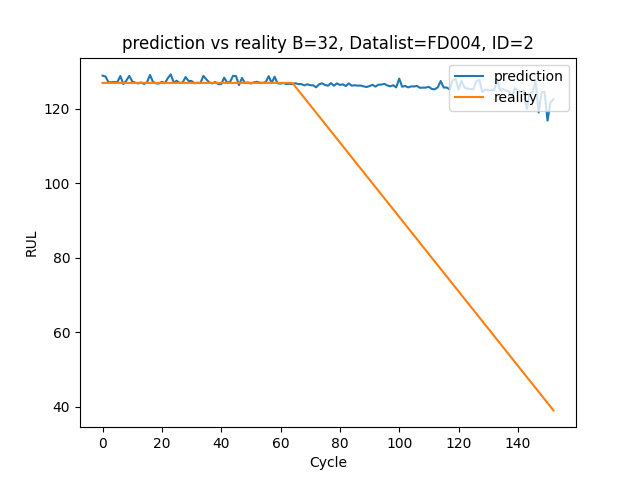 prediction vs reality B=32, Datalist=FD004, ID=2
prediction
reality
120
100
80
60
40
RUL
0 20 40 60 80 100 120 140
Cycle